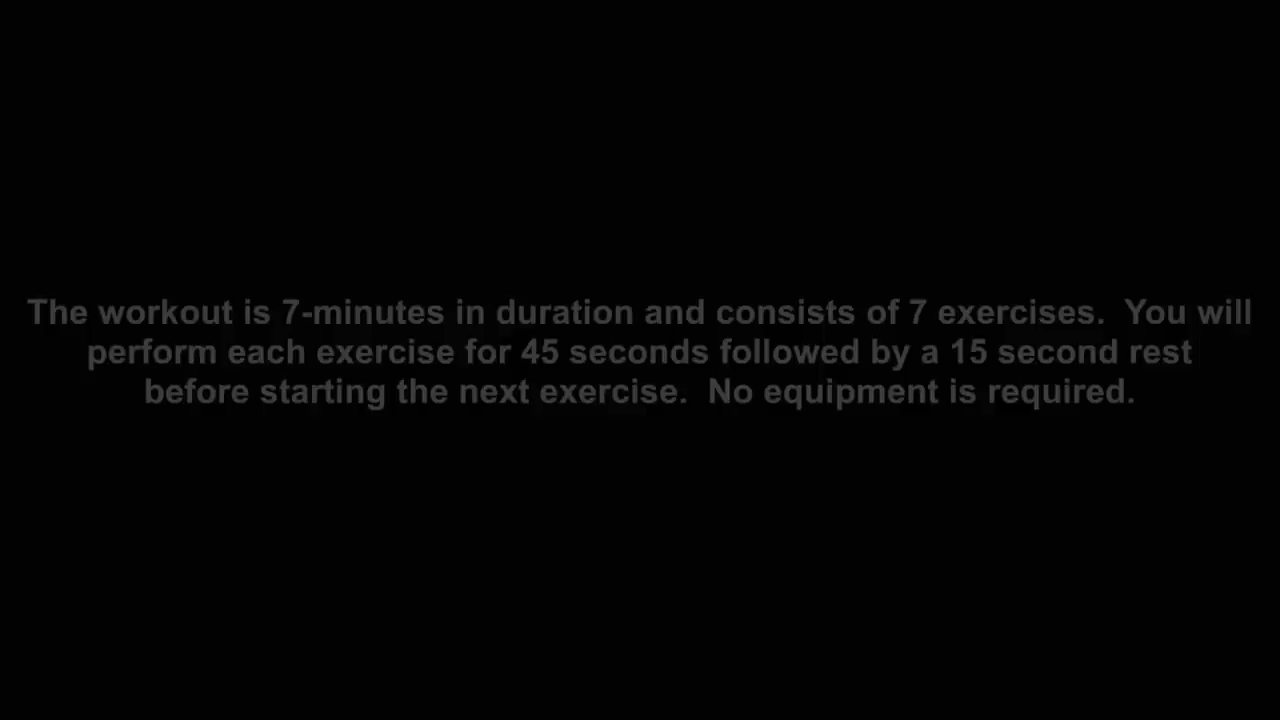 The workout is 7-minutes in duration and consists of 7 exercises.  You will
perform each exercise for 45 seconds followed by a 15 second rest
before starting the next exercise.  No equipment is required.